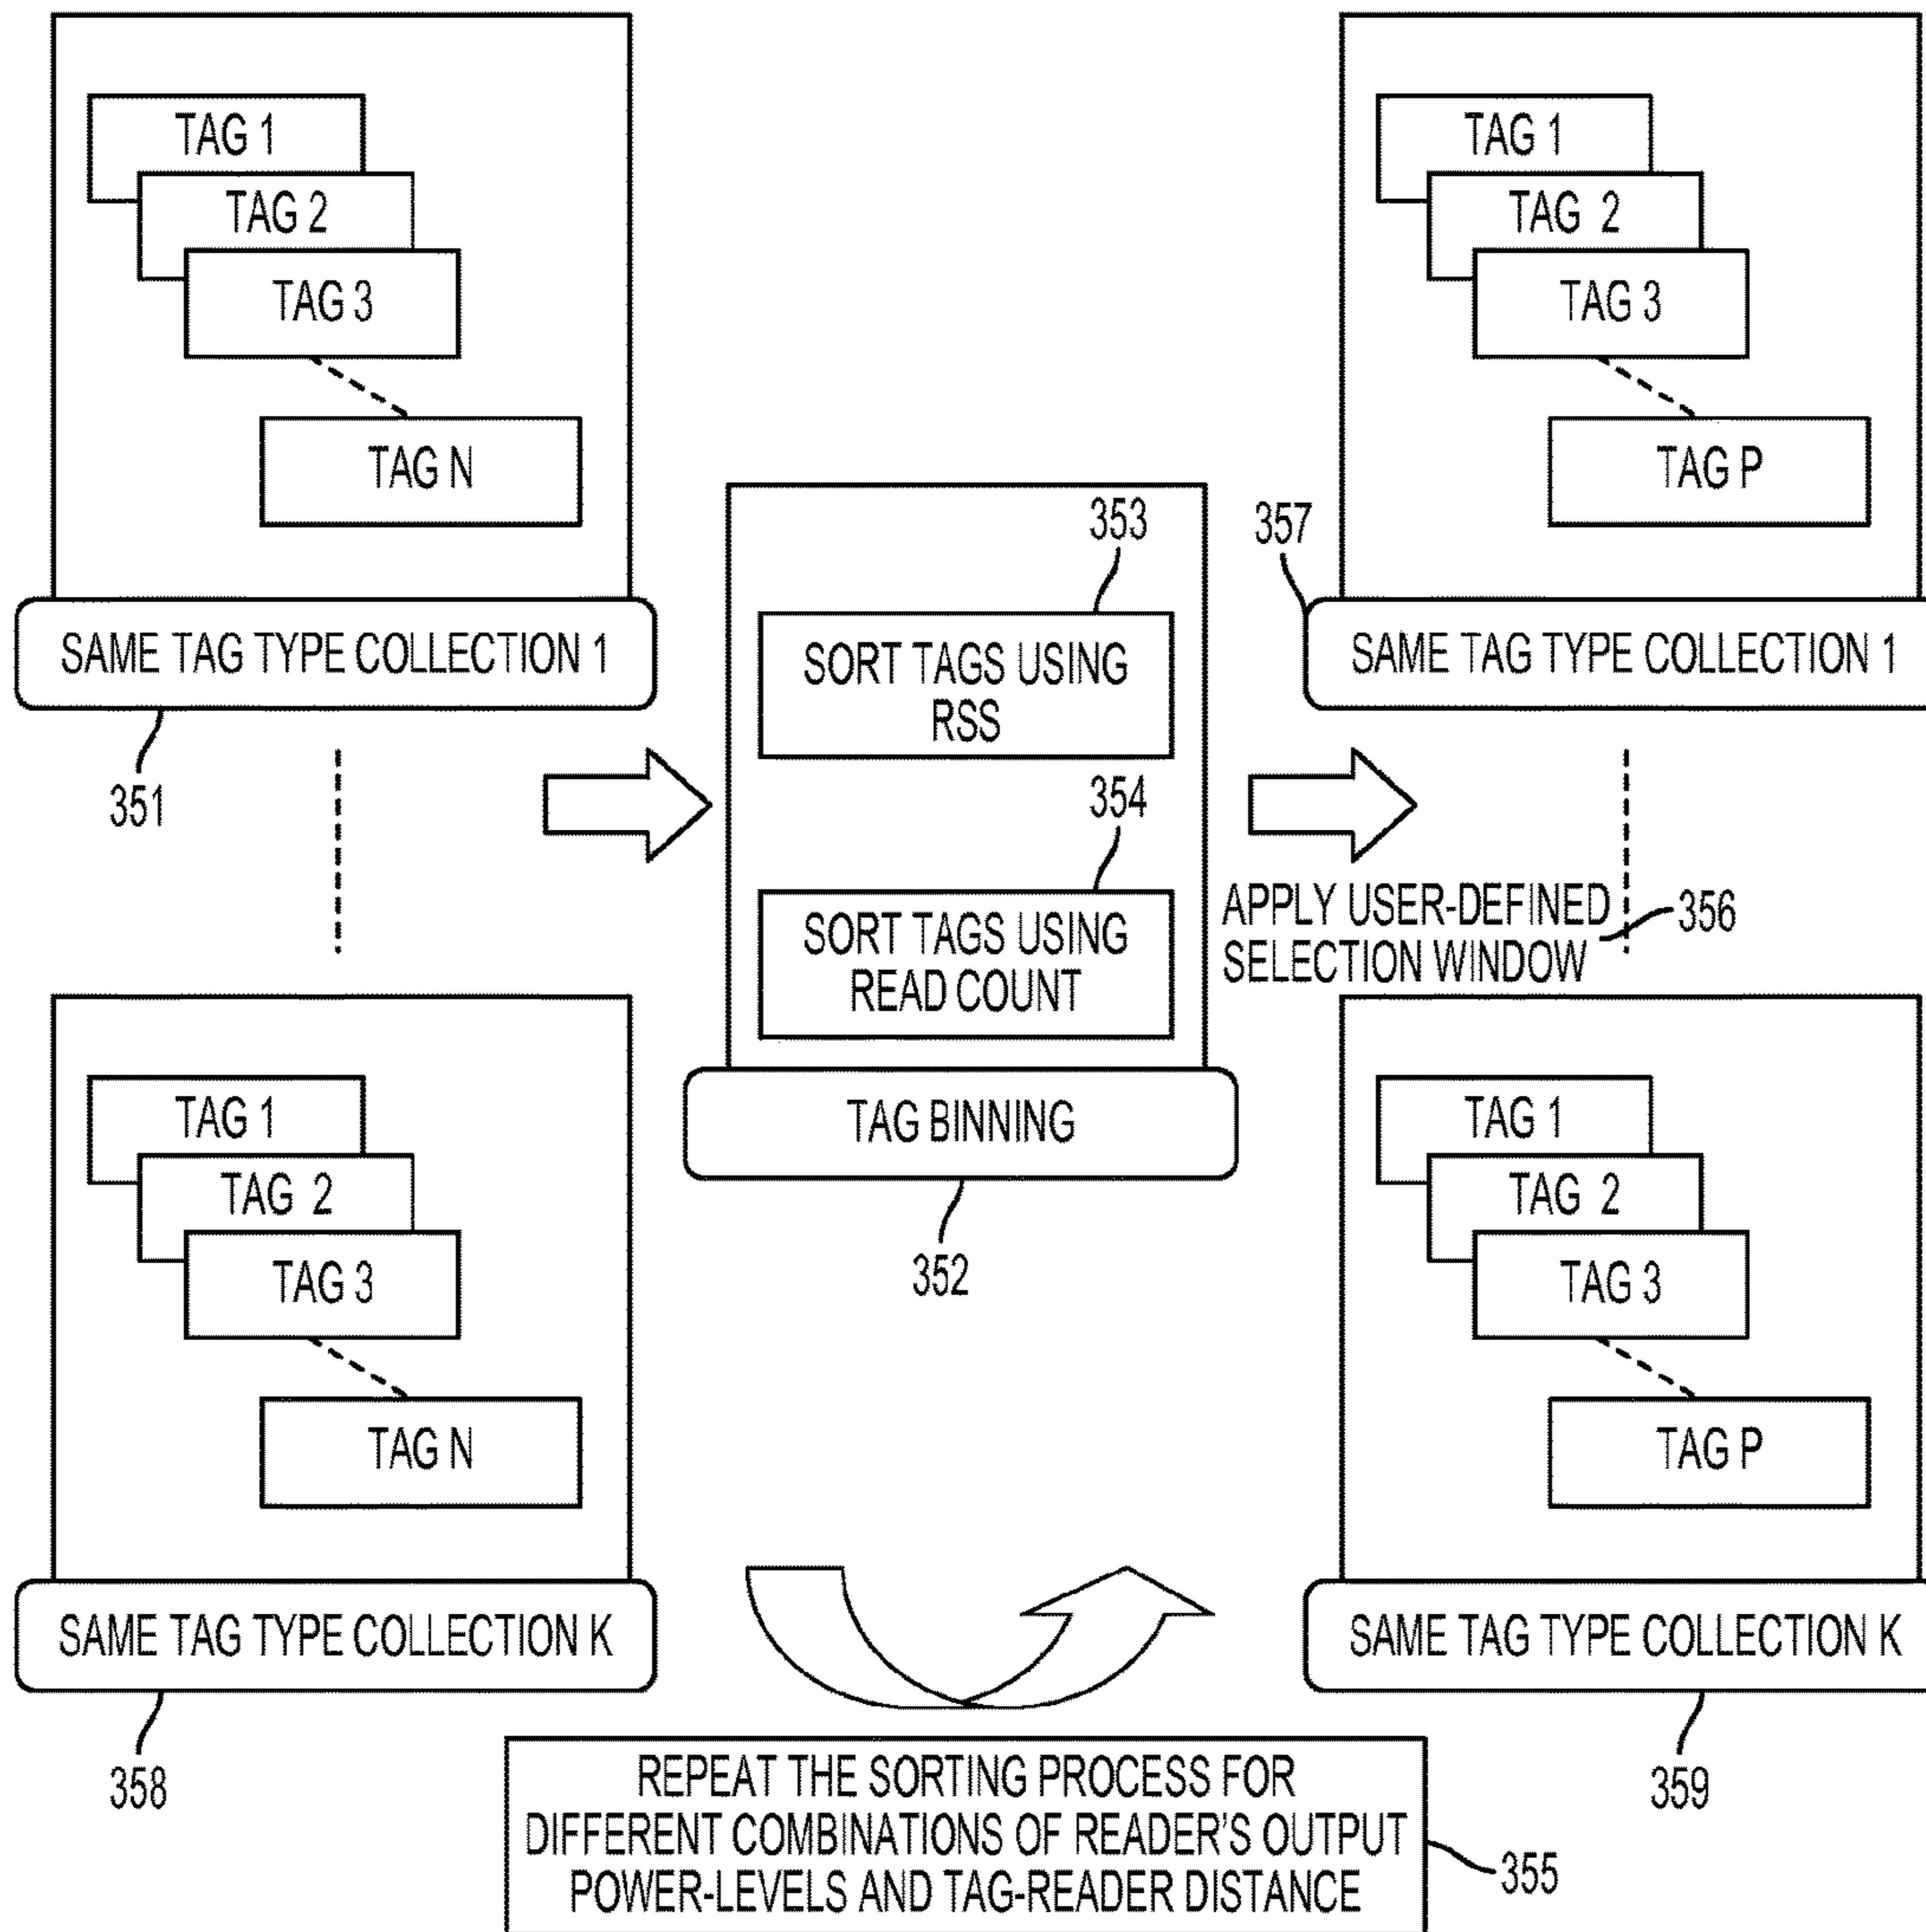 TAG 1
TAG 2
TAG 3
TAG N
SAME TAG TYPE COLLECTION 1
351
TAG 1
TAG 2
TAG 3
TAG N
SAME TAG TYPE COLLECTION K
358
353
SORT TAGS USING
RSS
354
SORT TAGS USING
READ COUNT
TAG BINNING
352
APPLY USER-DEFINED
SELECTION WINDOW
356
TAG 1
TAG 2
TAG 3
TAG P
357
SAME TAG TYPE COLLECTION 1
TAG 1
TAG 2
TAG 3
TAG P
SAME TAG TYPE COLLECTION K
359
REPEAT THE SORTING PROCESS FOR
DIFFERENT COMBINATIONS OF READER'S OUTPUT
POWER-LEVELS AND TAG-READER DISTANCE
355